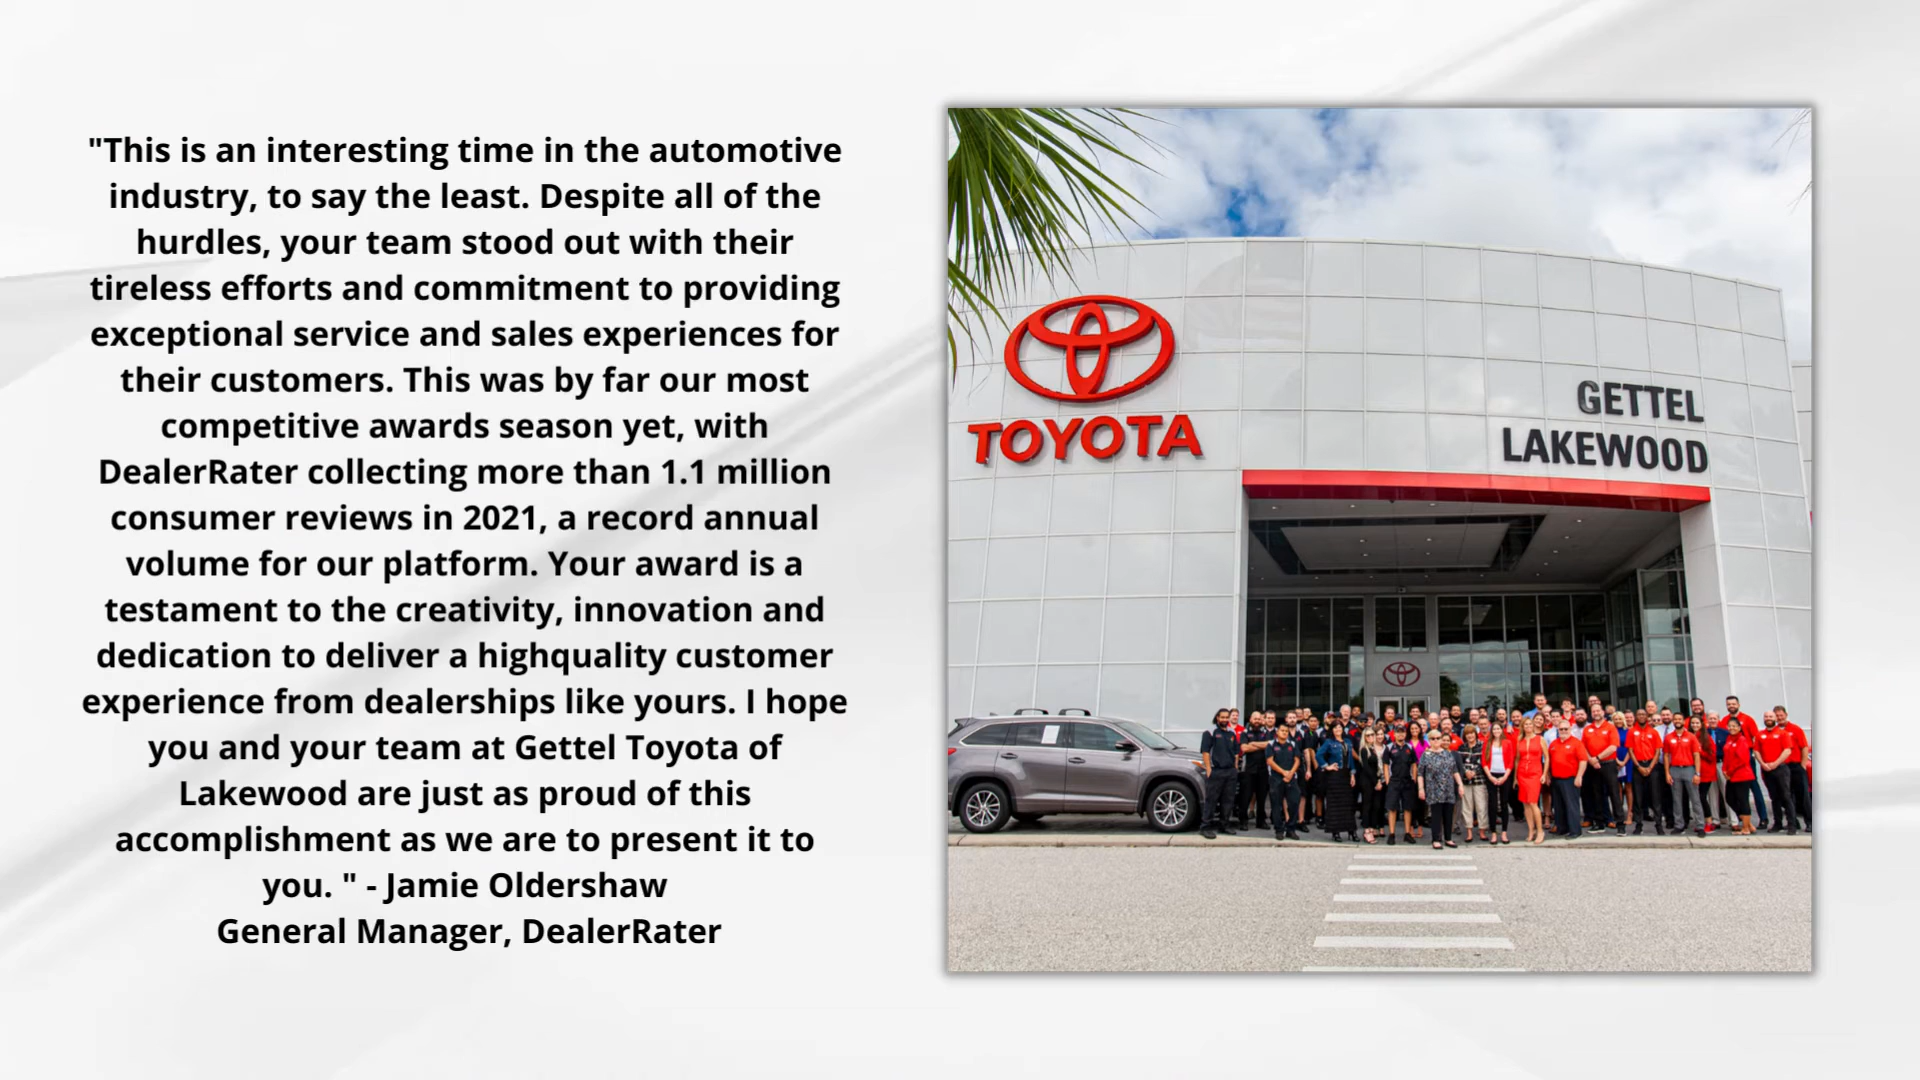 "This is an interesting time in the automotive
industry, to say the least. Despite all of the
hurdles, your team stood out with their
tireless efforts and commitment to providing
exceptional service and sales experiences for
their customers. This was by far our most
competitive awards season yet, with
DealerRater collecting more than 1.1 million
consumer reviews in 2021, a record annual
volume for our platform. Your award is a
testament to the creativity, innovation and
dedication to deliver a highquality customer
experience from dealerships like yours. I hope
you and your team at Gettel Toyota of
Lakewood are just as proud of this
accomplishment as we are to present it to
you. " - Jamie Oldershaw
General Manager, DealerRater
TOYOTA
GETTEL
LAKEWOOD